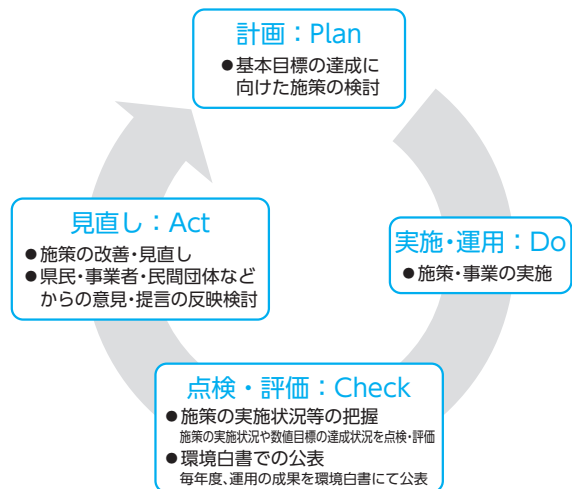 計画：Plan
●基本目標の達成に
向けた施策の検討
実施・運用：Do
●施策・事業の実施
点検・評価：Check
●施策の実施状況等の把握
施策の実施状況や数値目標の達成状況を点検・評価
●環境白書での公表
毎年度、運用の成果を環境白書にて公表
見直し：Act
●施策の改善・見直し
●県民・事業者・民間団体など
からの意見・提言の反映検討